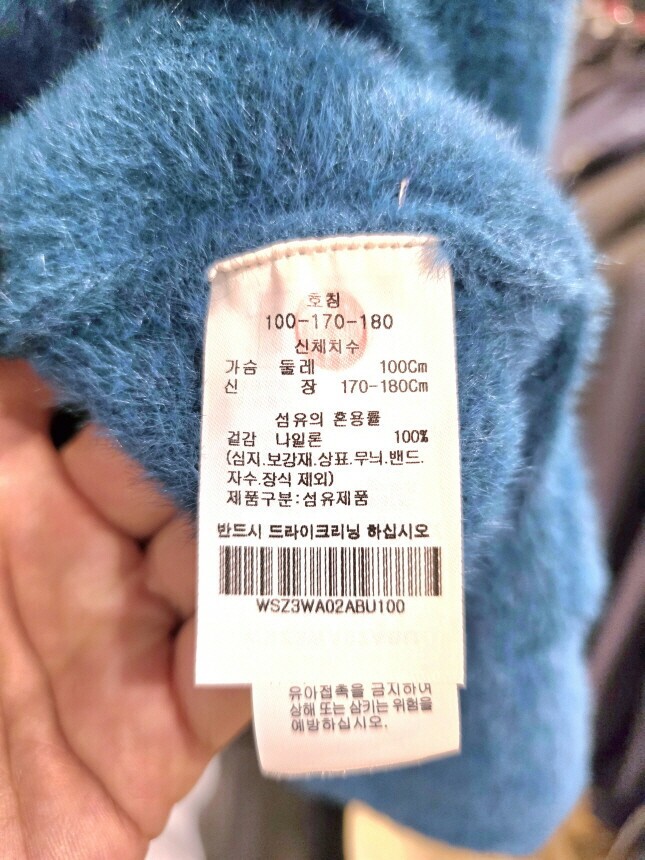 호칭
100-170-180
신체치수
가슴 둘레 100Cm
신 장 170-180Cm
섬유의 혼용률
겉감 나일론 100%
(심지.보강재.상표.무늬.밴드.
자수.장식 제외)
제품구분:섬유제품
반드시 드라이크리닝 하십시오
WSZ3WA02ABU100
유아접촉을 금지하여
상해 또는 삼키는 위험을
예방하십시오.